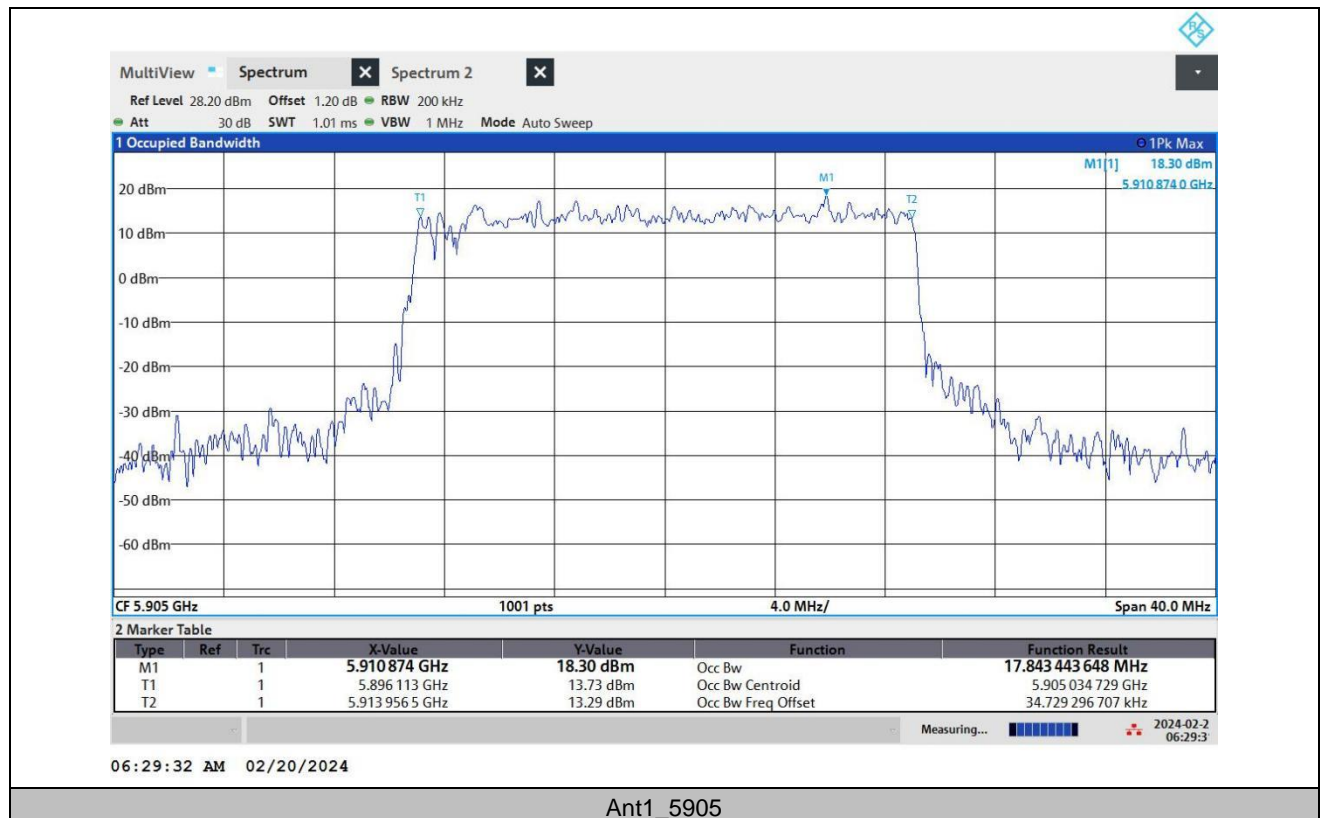 R&S
MultiView Spectrum X Spectrum 2 X
Ref Level 28.20 dBm Offset 1.20 dB RBW 200 kHz
Att 30 dB SWT 1.01 ms VBW 1 MHz Mode Auto Sweep
1 Occupied Bandwidth 1Pk Max
M1[1] 18.30 dBm
5.910 874 0 GHz
M1
20 dBm
T1 T2
10 dBm
0 dBm
-10 dBm
-20 dBm
-30 dBm
-40 dBm
-50 dBm
-60 dBm
CF 5.905 GHz 1001 pts 4.0 MHz/ Span 40.0 MHz
2 Marker Table
Type Ref Trc X-Value Y-Value Function Function Result
M1 1 5.910 874 GHz 18.30 dBm Occ Bw 17.843 443 648 MHz
T1 1 5.896 113 GHz 13.73 dBm Occ Bw Centroid 5.905 034 729 GHz
T2 1 5.913 956 5 GHz 13.29 dBm Occ Bw Freq Offset 34.729 296 707 kHz
Measuring... 2024-02-2
06:29:3
06:29:32 AM 02/20/2024
Ant1_5905